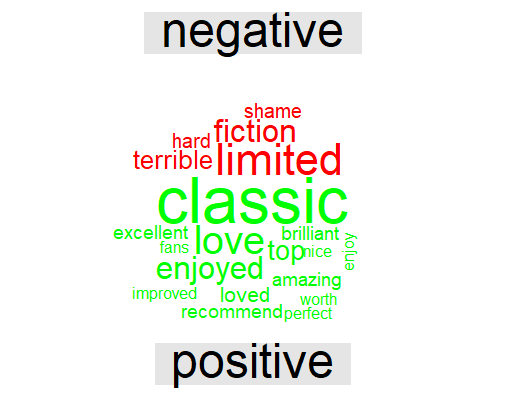 negative
shame
hard fiction
terrible limited
classic
excellent love brilliant
fans top nice enjoy
enjoyed amazing
improved loved worth
recommend perfect
positive